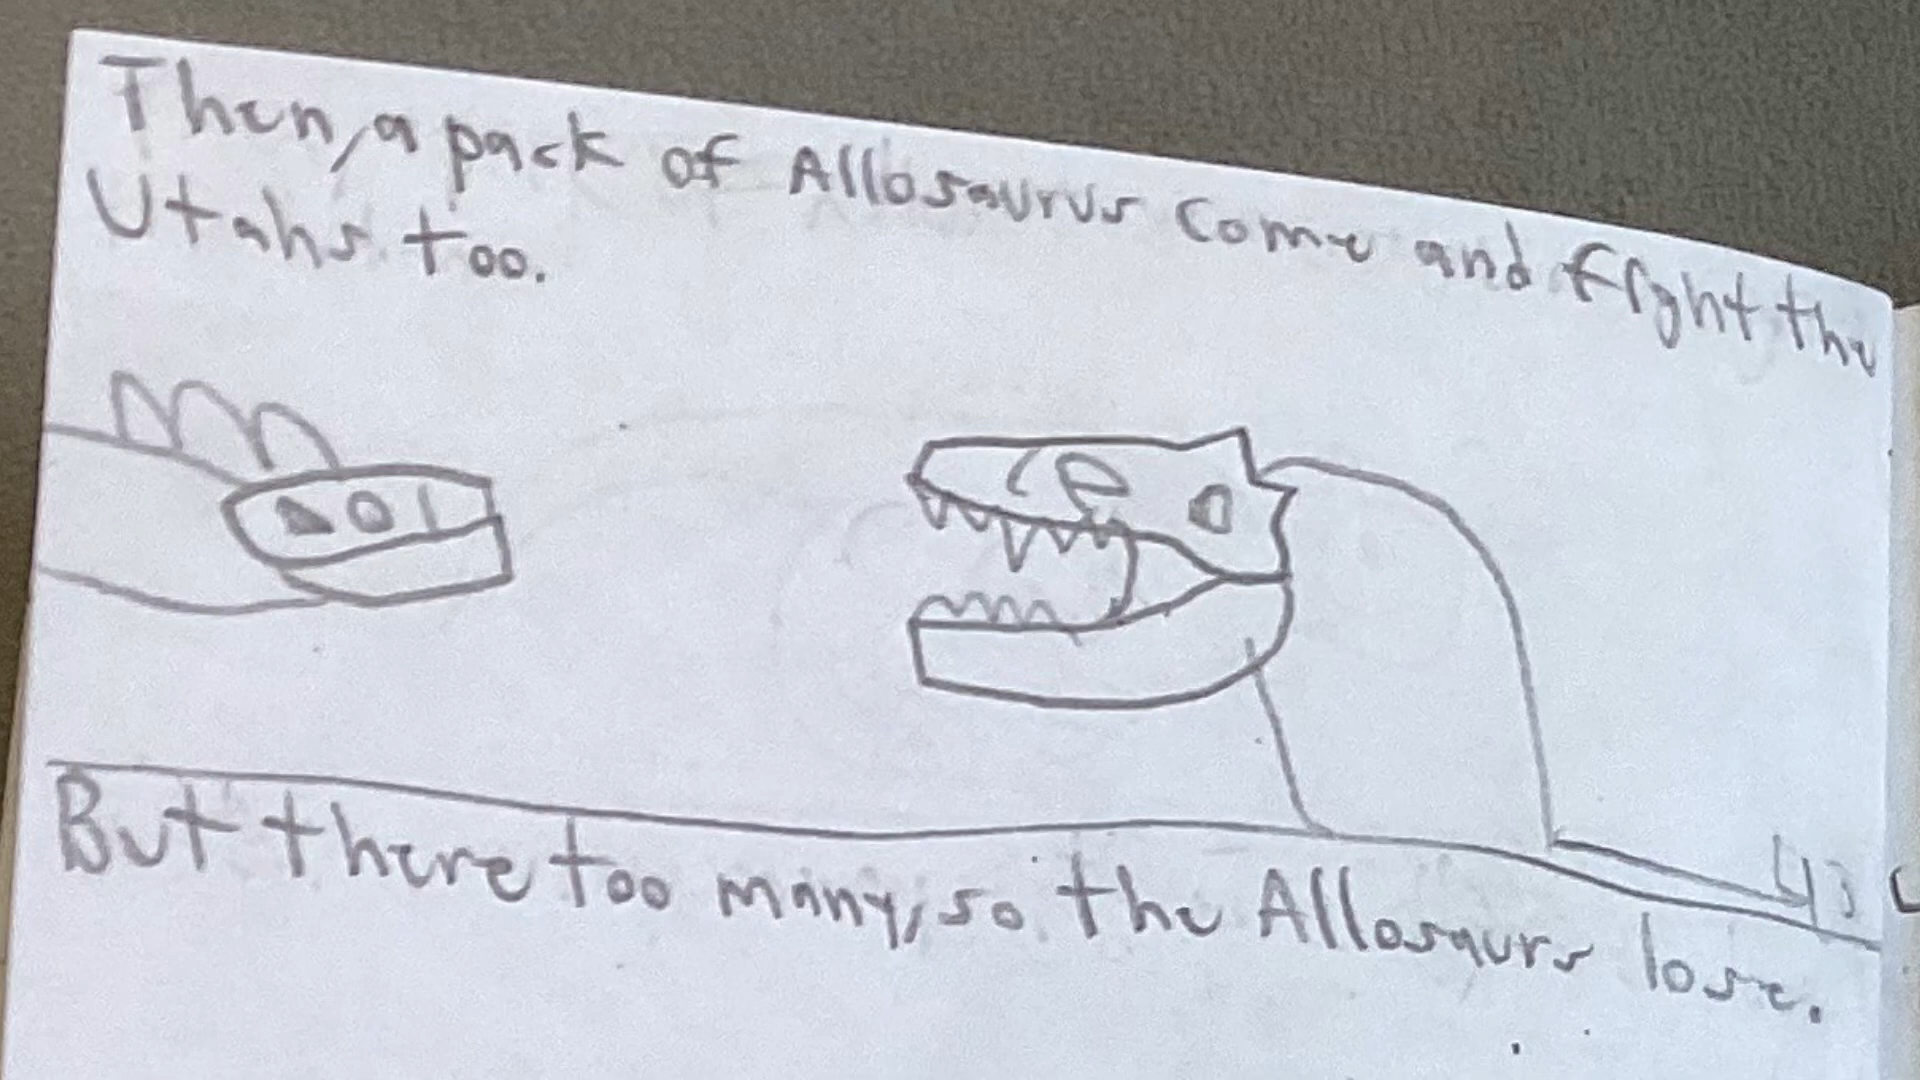 Then, a pack of Allosaurus come and fight the
Utahs too.
But there too many, so the Allosaurs lose.